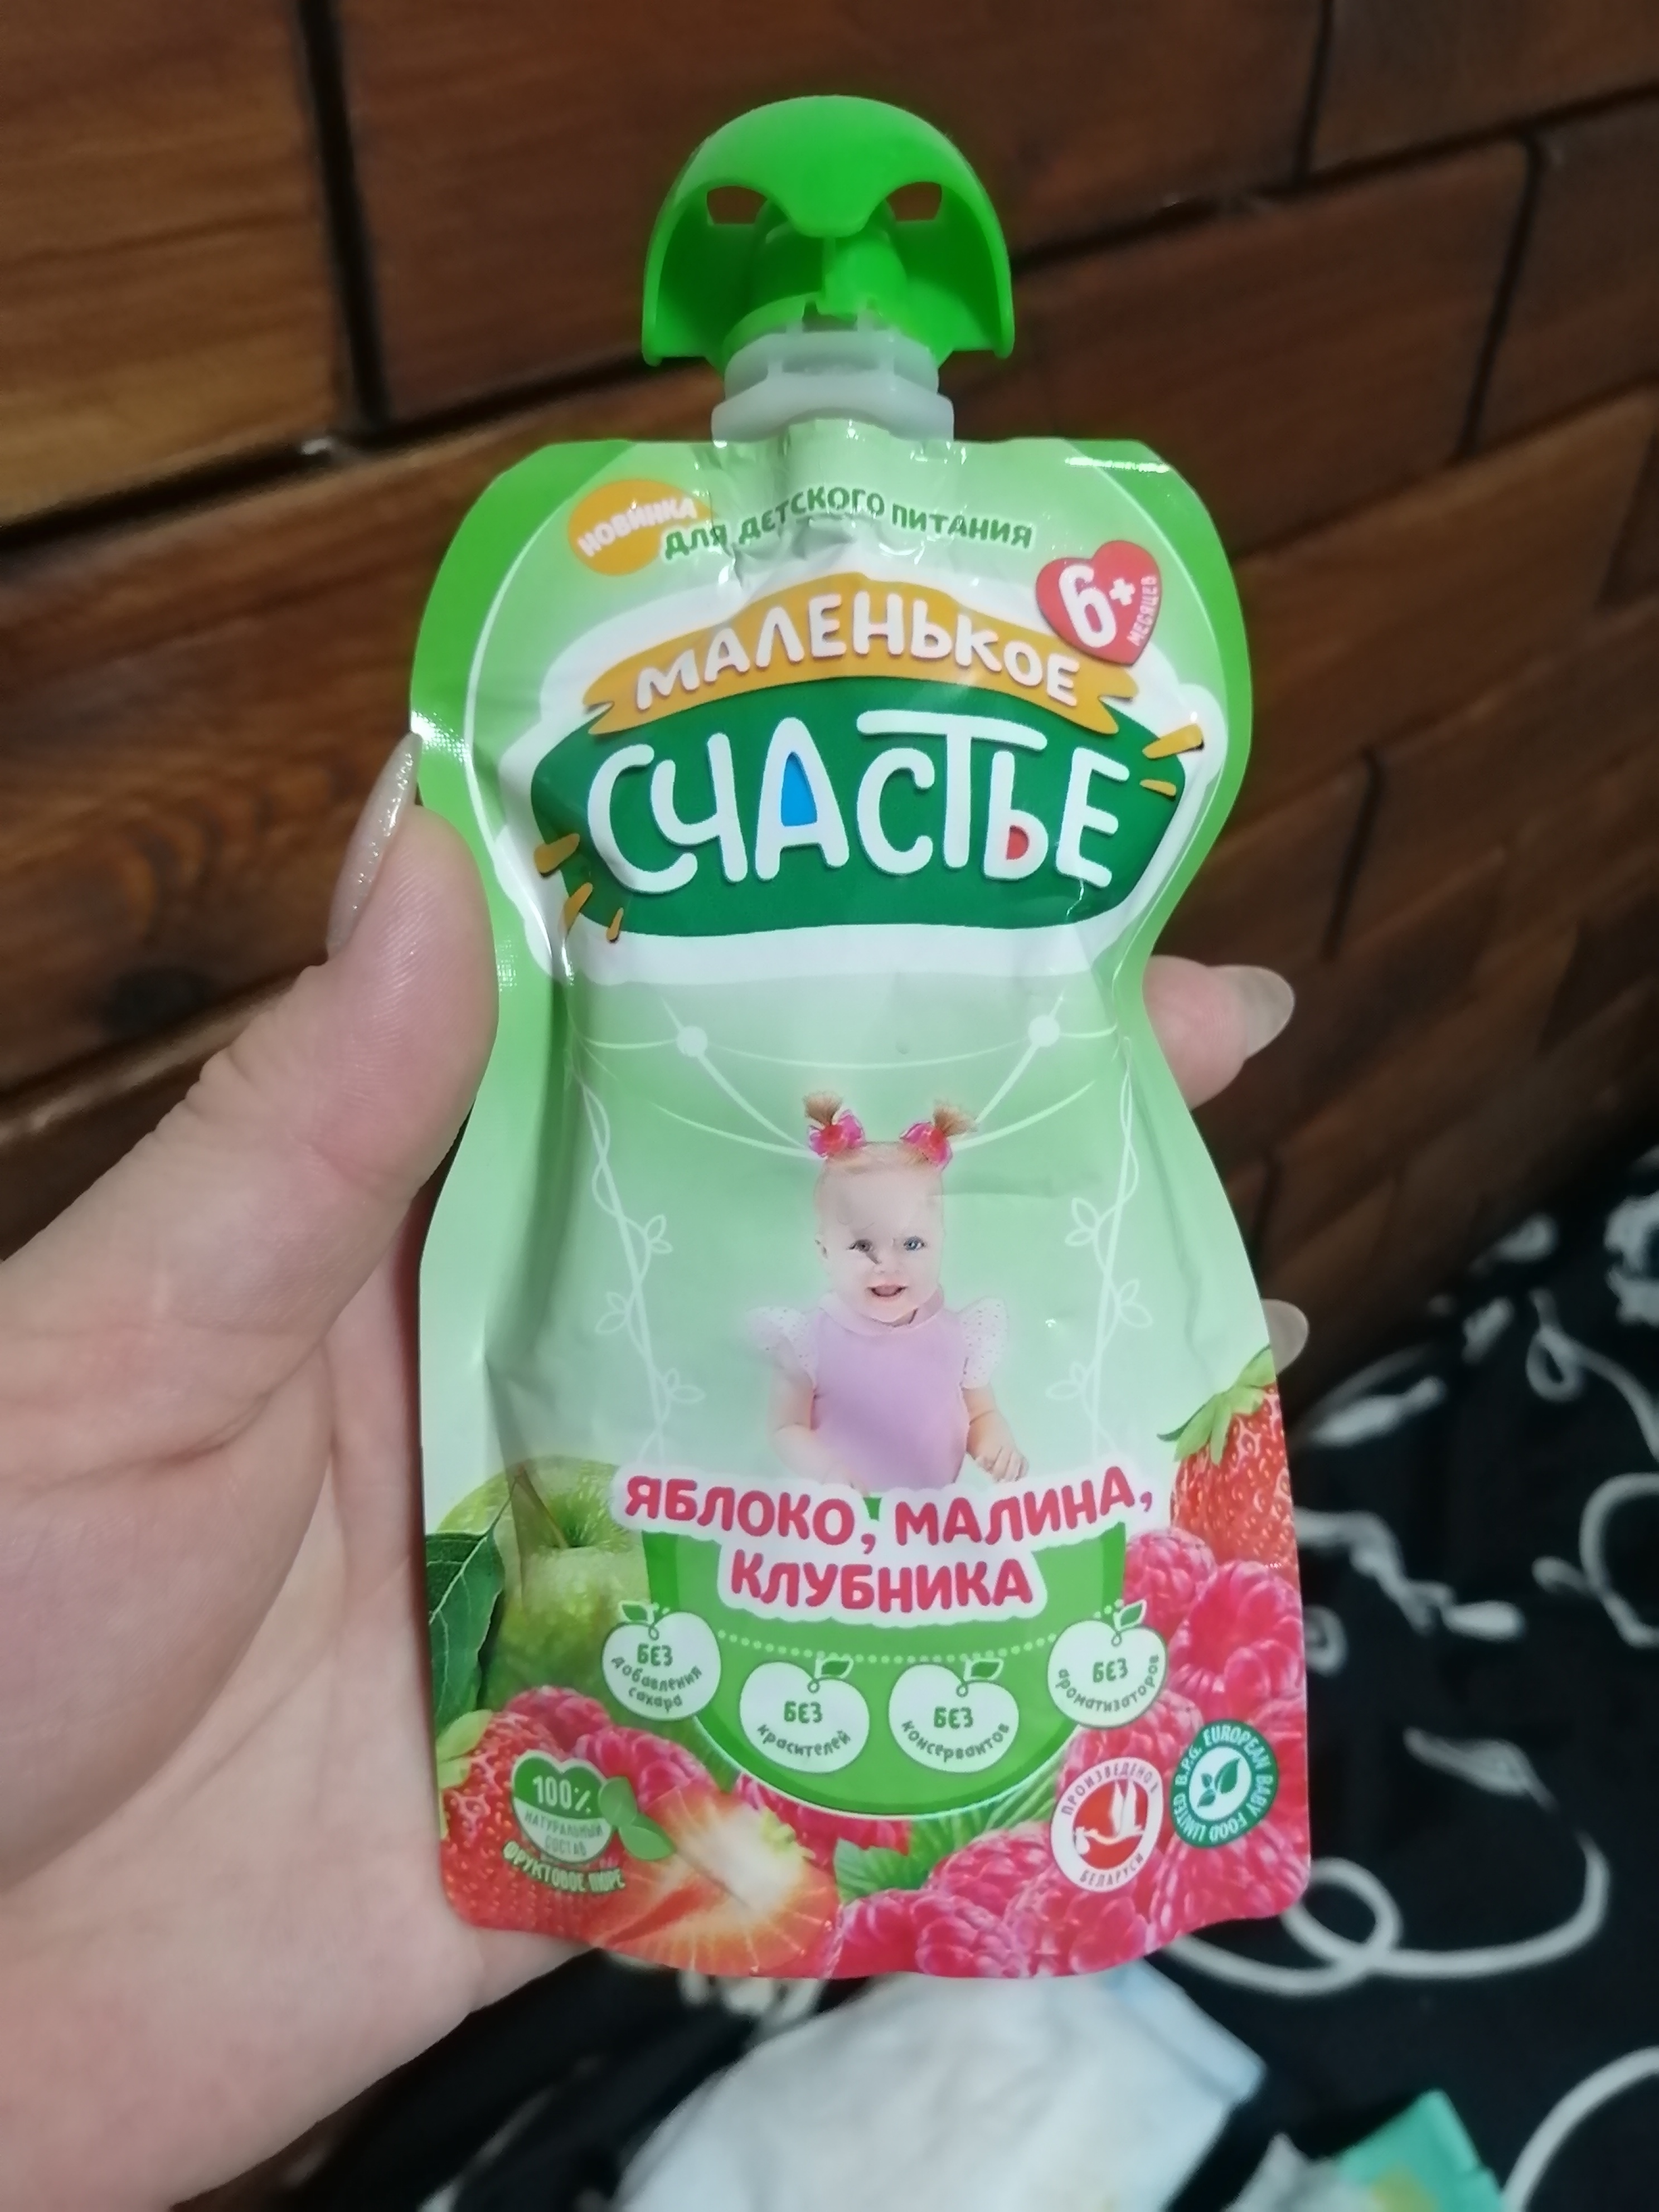 НОВИНКА
ДЛЯ ДЕТСКОГО ПИТАНИЯ
6+
МЕСЯЦЕВ
МАЛЕНЬКОЕ
СЧАСТЬЕ
ЯБЛОКО, МАЛИНА,
КЛУБНИКА
БЕЗ
добавления
сахара
БЕЗ
красителей
БЕЗ
консервантов
БЕЗ
ароматизаторов
100%
НАТУРАЛЬНЫЙ
СОСТАВ
ФРУКТОВОЕ ПЮРЕ
ПРОИЗВЕДЕНО В
БЕЛАРУСИ
B.P.G. EUROPEAN BABY FOOD LIMITED